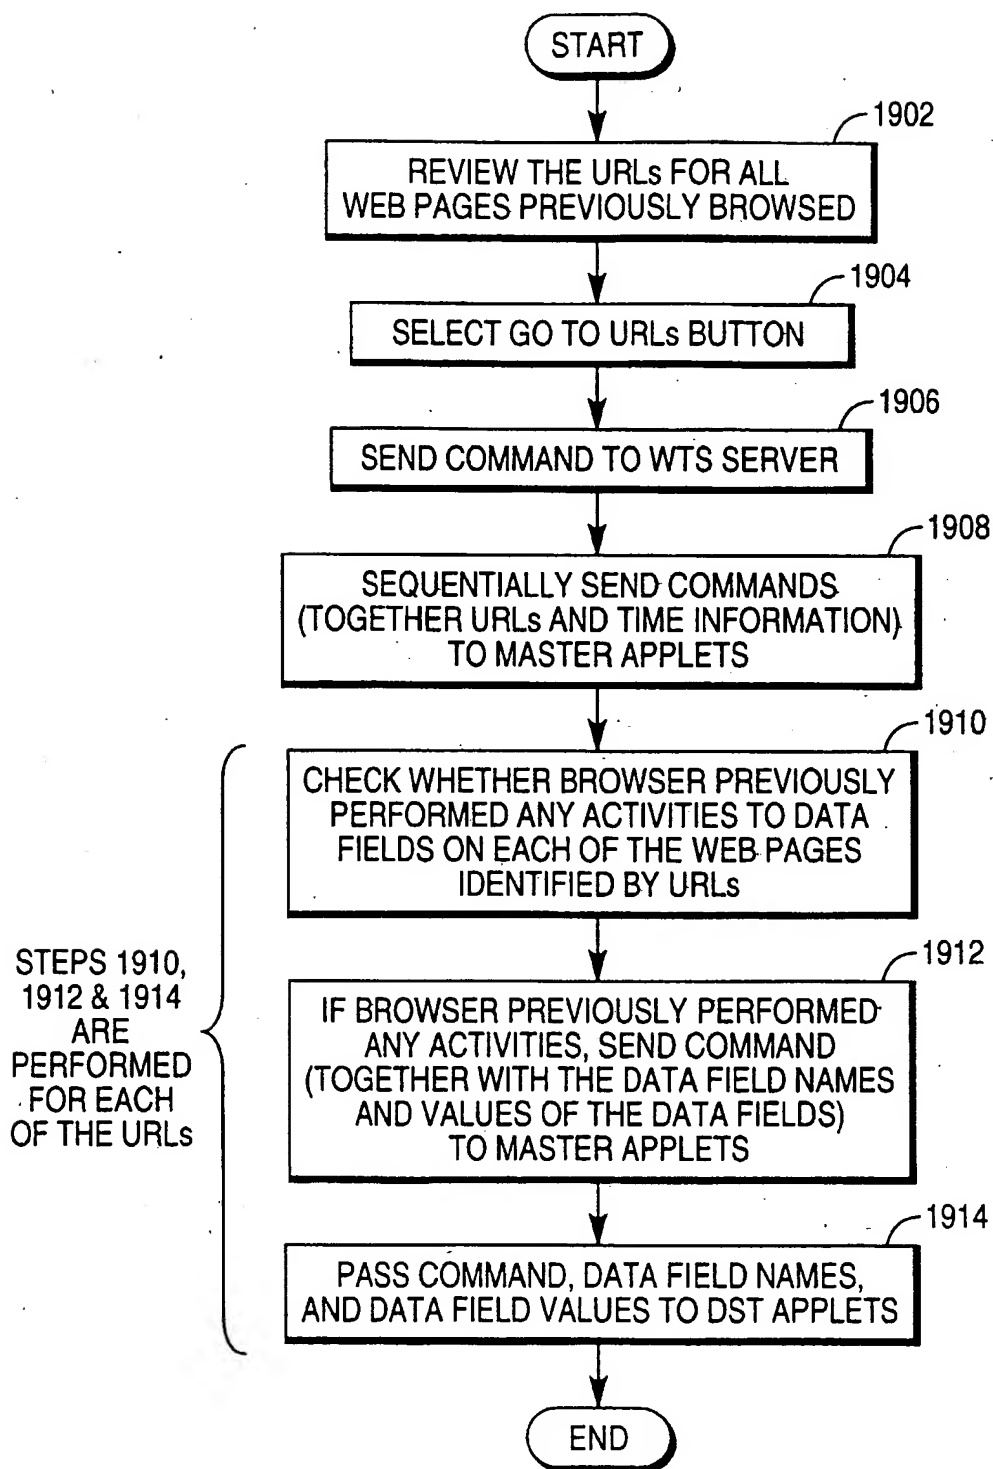 START
1902
REVIEW THE URLs FOR ALL
WEB PAGES PREVIOUSLY BROWSED
1904
SELECT GO TO URLs BUTTON
1906
SEND COMMAND TO WTS SERVER
1908
SEQUENTIALLY SEND COMMANDS
(TOGETHER URLs AND TIME INFORMATION)
TO MASTER APPLETS
1910
CHECK WHETHER BROWSER PREVIOUSLY
PERFORMED ANY ACTIVITIES TO DATA
FIELDS ON EACH OF THE WEB PAGES
IDENTIFIED BY URLs
STEPS 1910,
1912 & 1914
ARE
PERFORMED
FOR EACH
OF THE URLs
1912
IF BROWSER PREVIOUSLY PERFORMED
ANY ACTIVITIES, SEND COMMAND
(TOGETHER WITH THE DATA FIELD NAMES
AND VALUES OF THE DATA FIELDS)
TO MASTER APPLETS
1914
PASS COMMAND, DATA FIELD NAMES,
AND DATA FIELD VALUES TO DST APPLETS
END